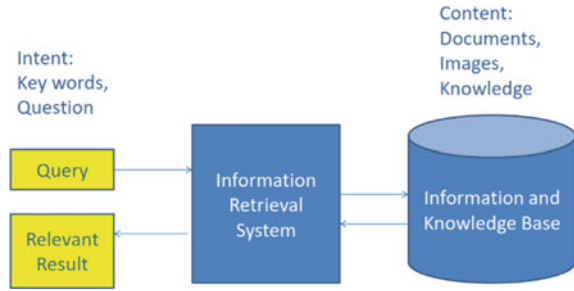 Intent:
Key words,
Question
Content:
Documents,
Images,
Knowledge
Query
Relevant
Result
Information
Retrieval
System
Information and
Knowledge Base